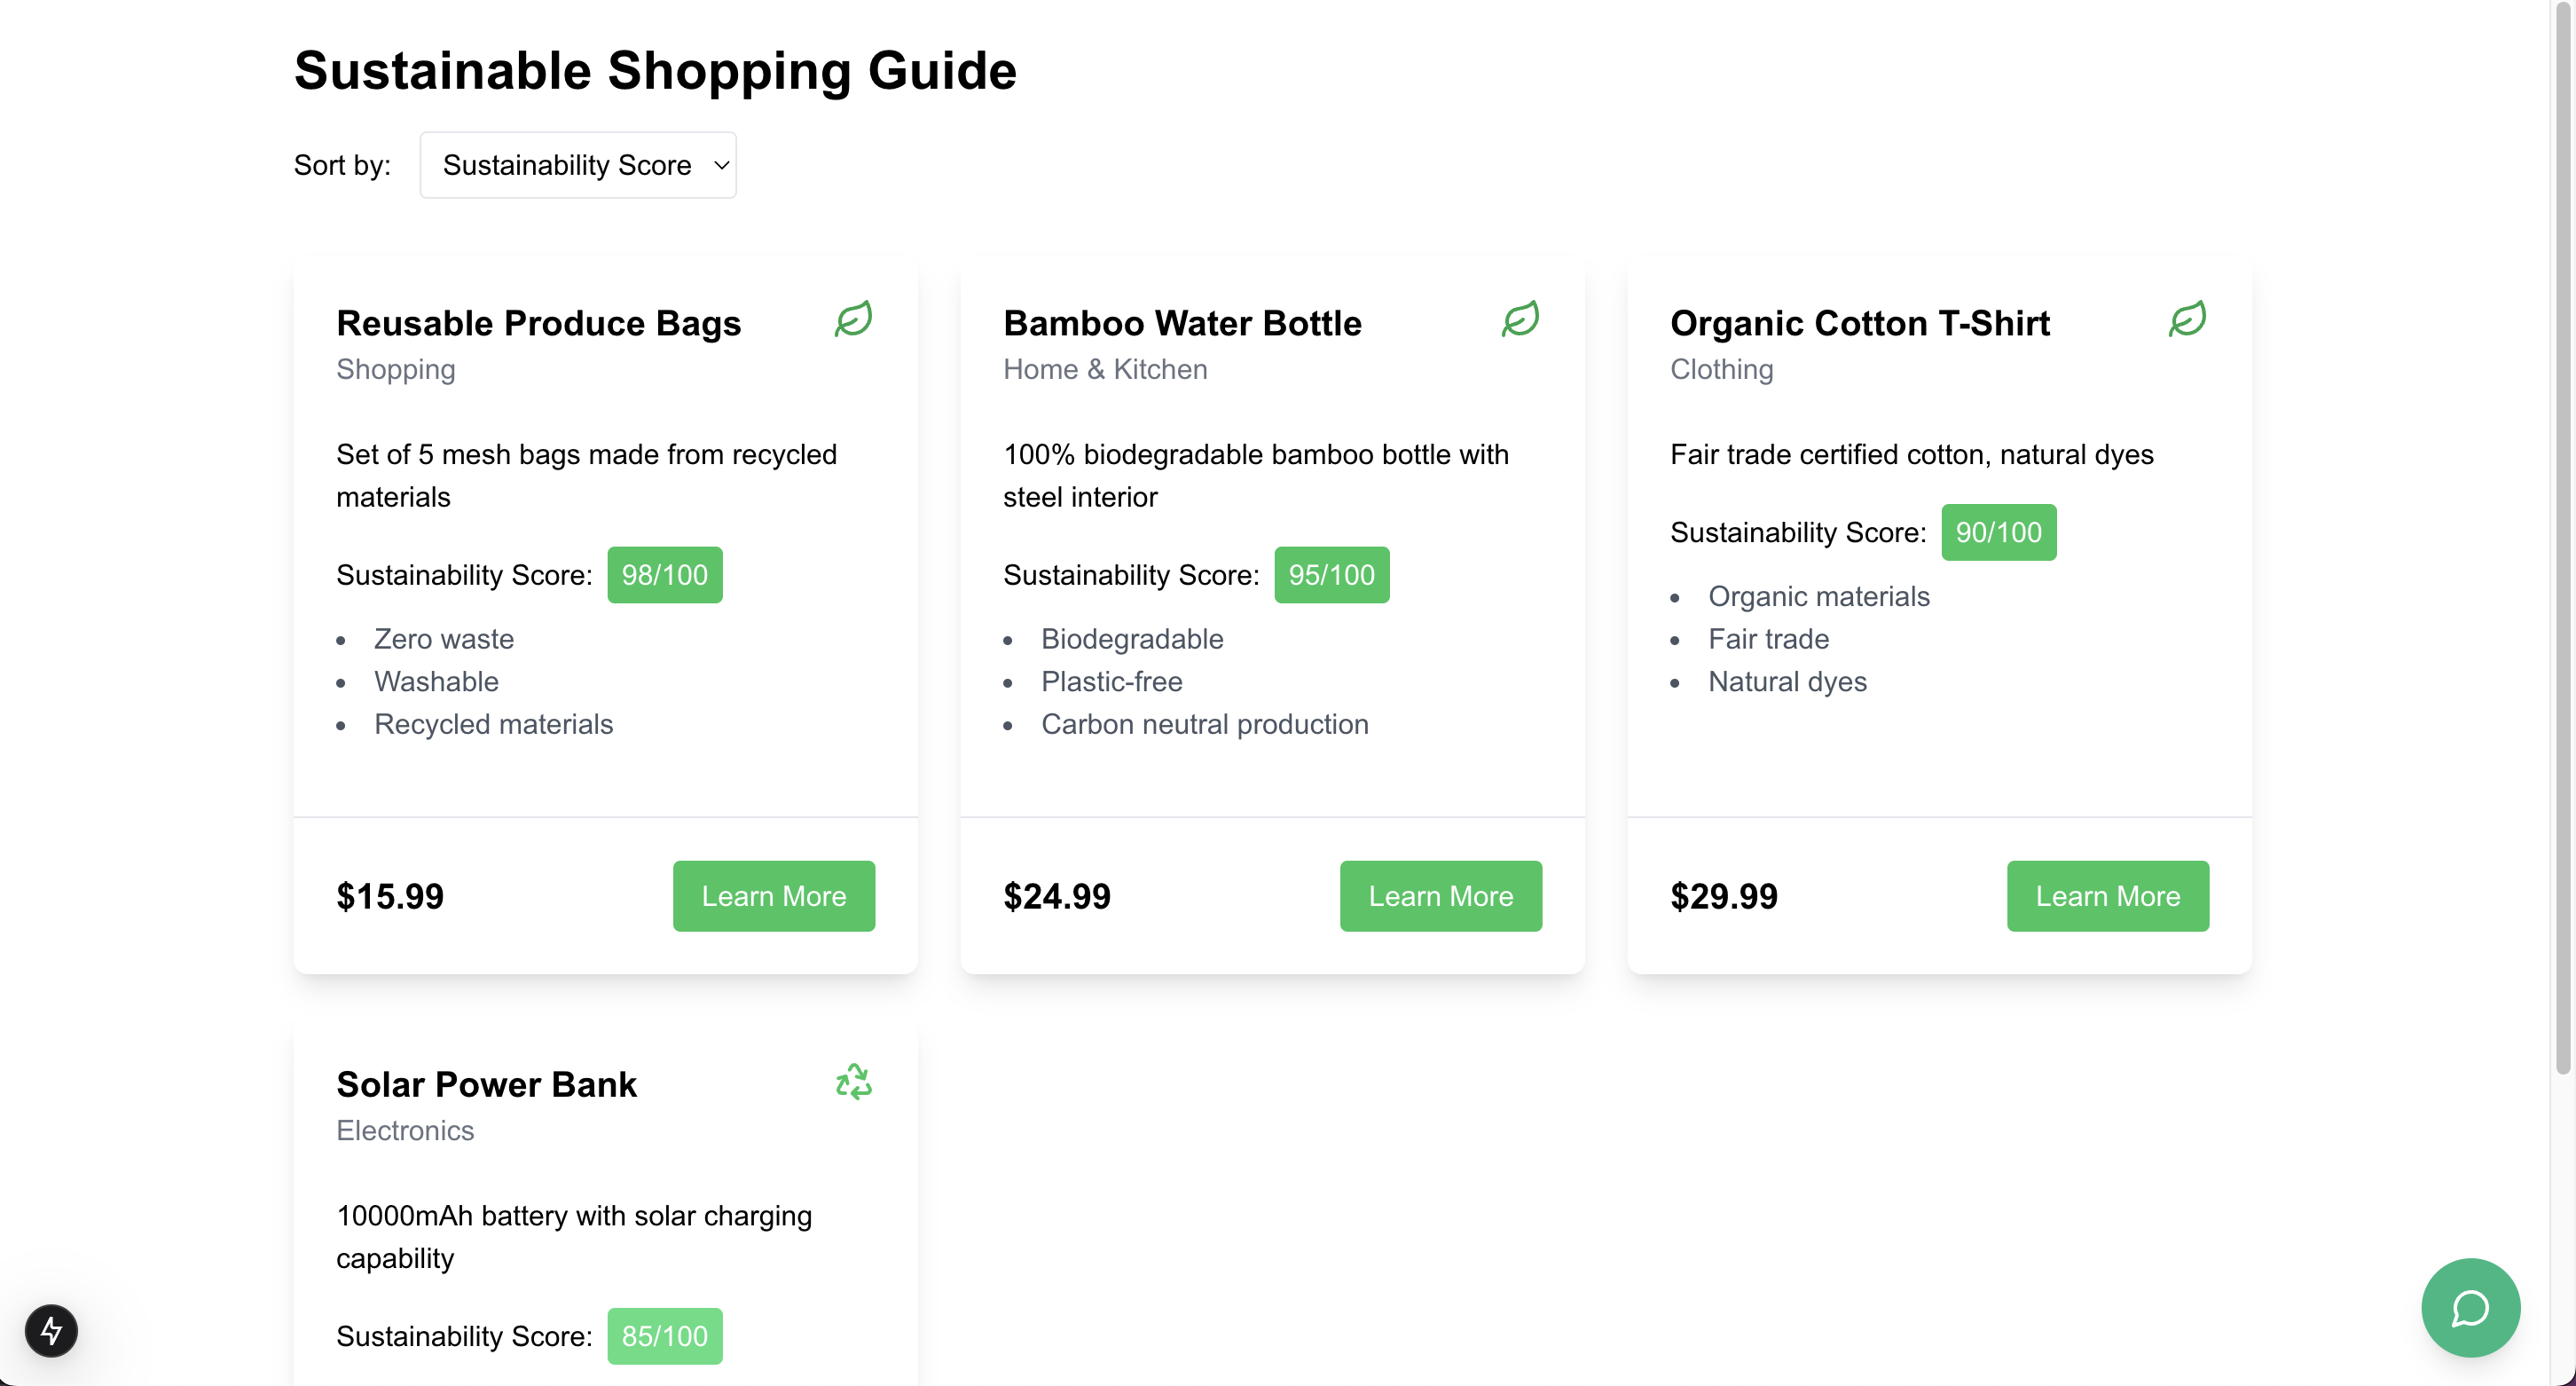 Sustainable Shopping Guide
Sort by: Sustainability Score
Reusable Produce Bags
Shopping
Set of 5 mesh bags made from recycled
materials
Sustainability Score: 98/100
• Zero waste
• Washable
• Recycled materials
$15.99 Learn More
Bamboo Water Bottle
Home & Kitchen
100% biodegradable bamboo bottle with
steel interior
Sustainability Score: 95/100
• Biodegradable
• Plastic-free
• Carbon neutral production
$24.99 Learn More
Organic Cotton T-Shirt
Clothing
Fair trade certified cotton, natural dyes
Sustainability Score: 90/100
• Organic materials
• Fair trade
• Natural dyes
$29.99 Learn More
Solar Power Bank
Electronics
10000mAh battery with solar charging
capability
Sustainability Score: 85/100